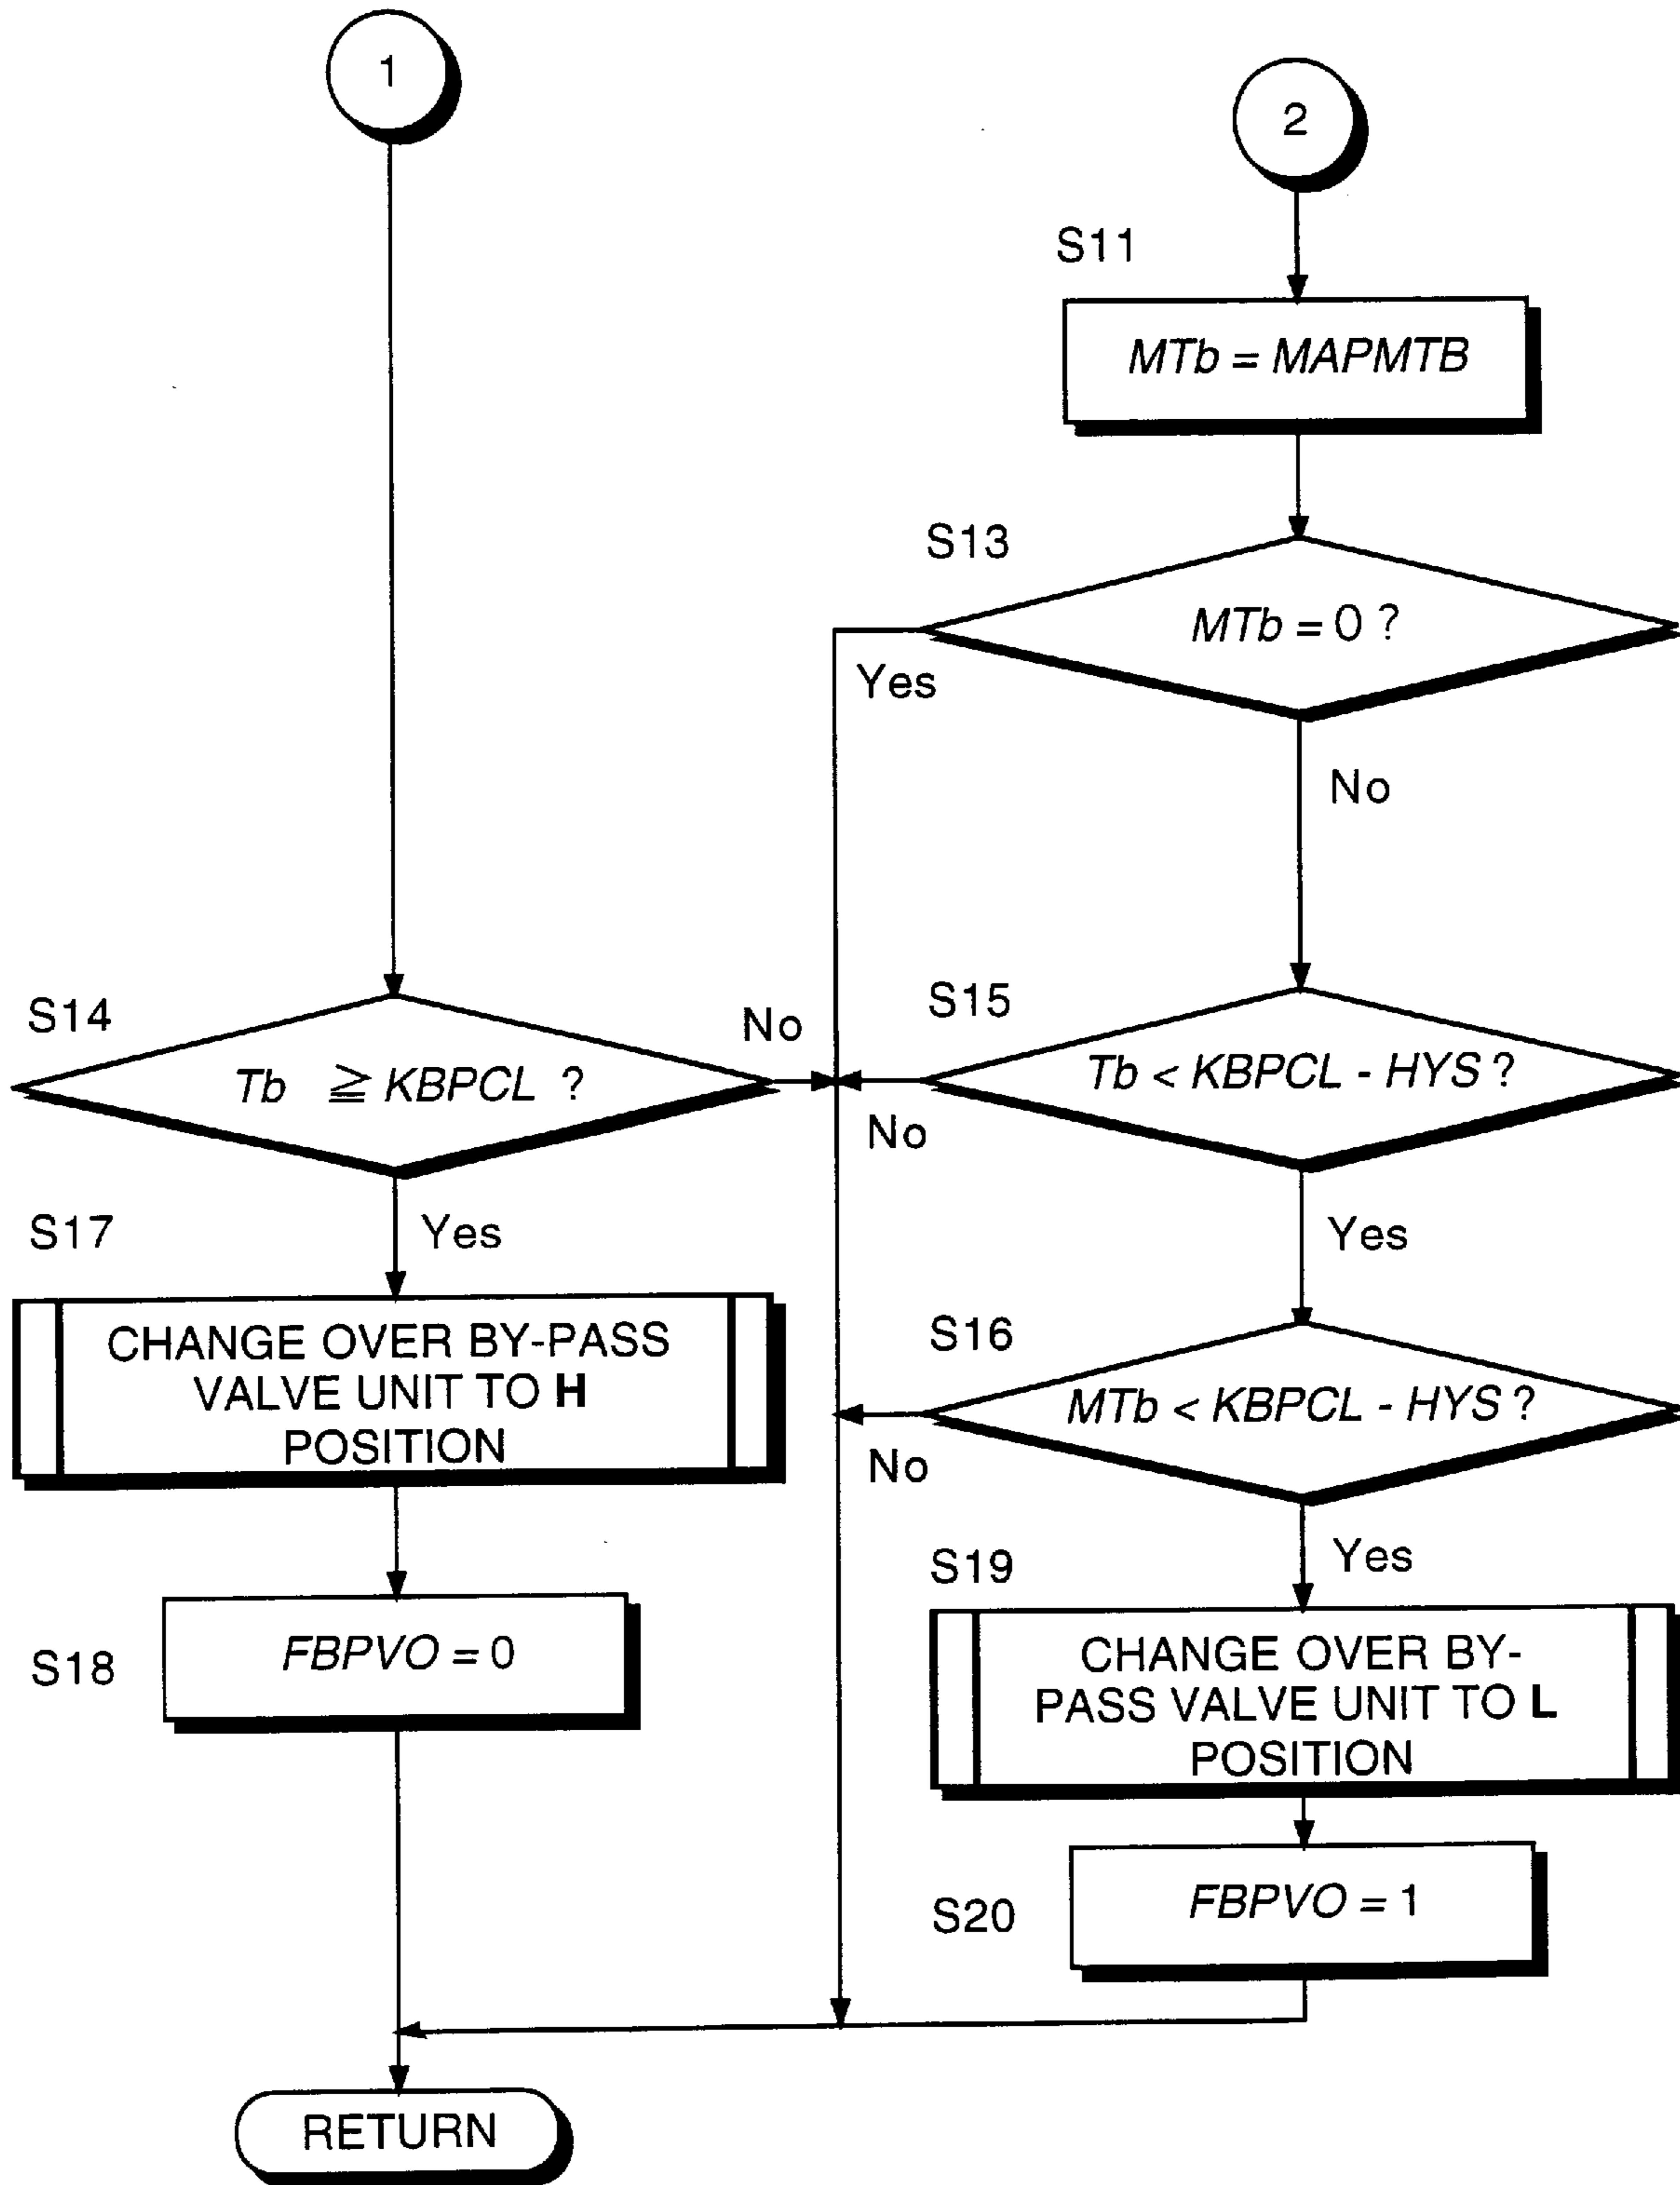 1
2
S11
MTb = MAPMTB
S13
MTb = 0 ?
Yes
No
S14
Tb ≧ KBPCL ?
No
S15
Tb < KBPCL - HYS ?
No
Yes
S17
Yes
CHANGE OVER BY-PASS
VALVE UNIT TO H
POSITION
S16
MTb < KBPCL - HYS ?
No
Yes
S18
FBPVO = 0
S19
CHANGE OVER BY-
PASS VALVE UNIT TO L
POSITION
S20
FBPVO = 1
RETURN